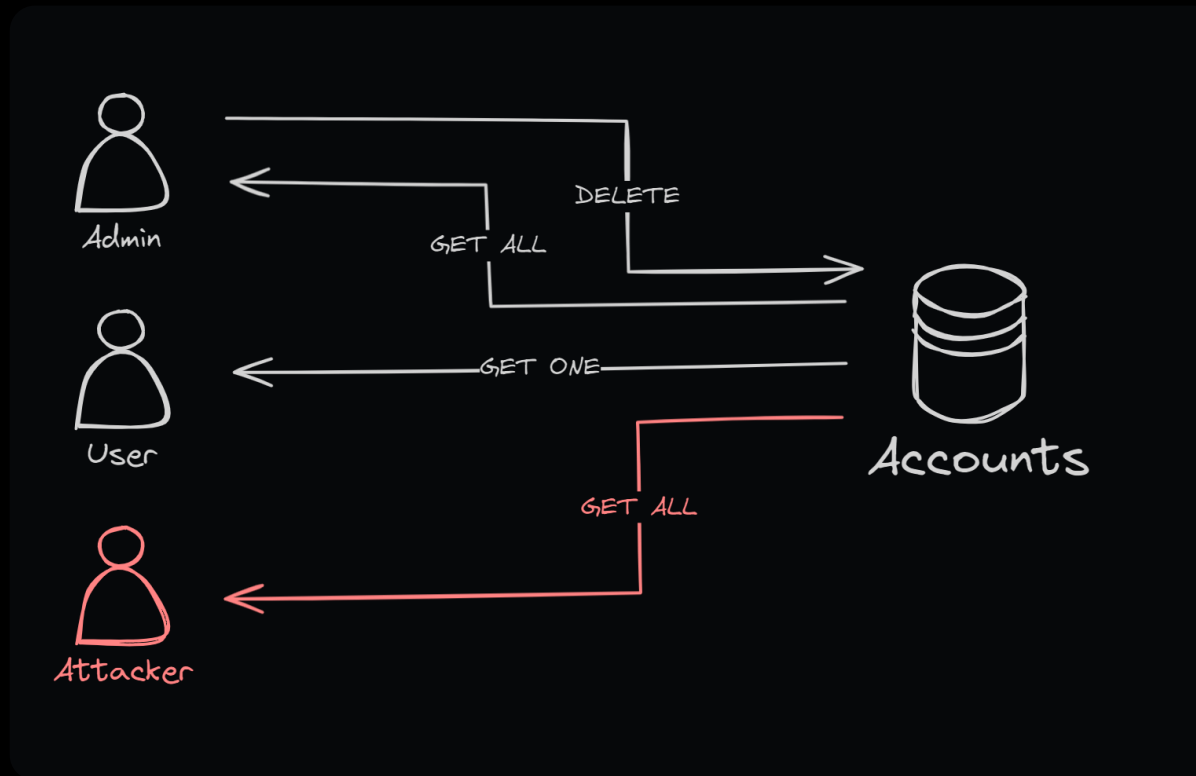 DELETE
GET ALL
Admin
GET ONE
User
Accounts
GET ALL
Attacker